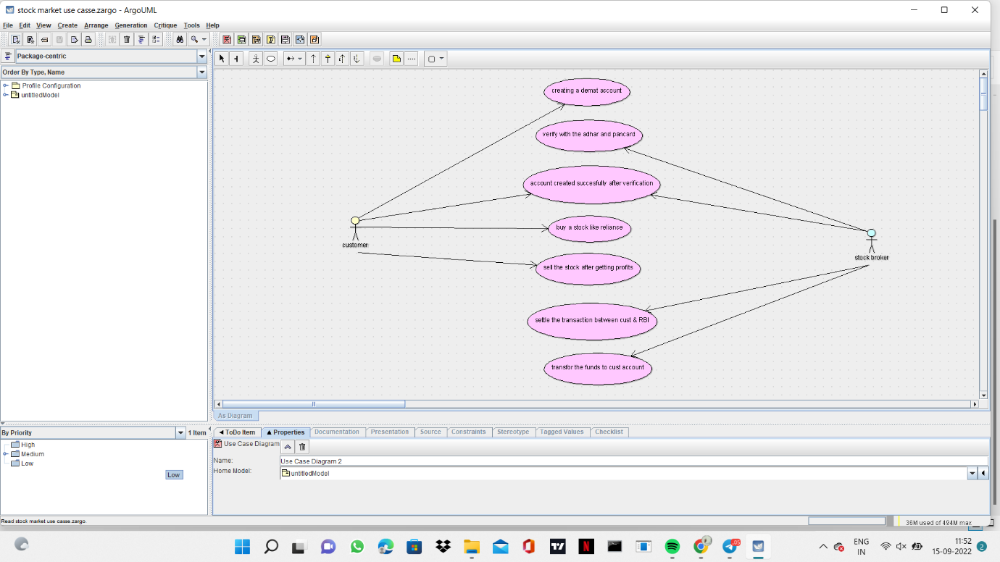 stock market use casse.zargo - ArgoUML
File Edit View Create Arrange Generation Critique Tools Help
Package-centric
Order By Type, Name
Profile Configuration
untitledModel
creating a demat account
verify with the adhar and pancard
account created succesfully after verification
buy a stock like reliance
customer
stock broker
sell the stock after getting profits
settle the transaction between cust & RBI
transfor the funds to cust account
As Diagram
By Priority 1 Item
High
Medium
Low
Low
ToDo Item Properties Documentation Presentation Source Constraints Stereotype Tagged Values Checklist
Use Case Diagram
Name: Use Case Diagram 2
Home Model: untitledModel
Read stock market use casse.zargo.
36M used of 494M max
ENG
IN
11:52
15-09-2022
2
.05
N